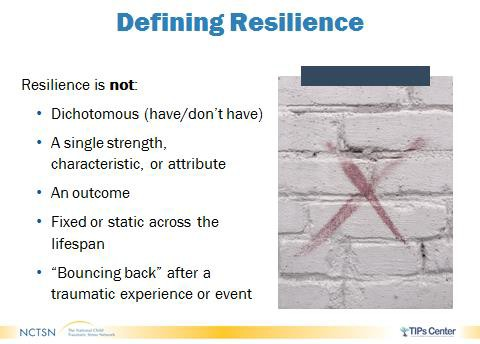 Defining Resilience
Resilience is not:
• Dichotomous (have/don't have)
• A single strength,
characteristic, or attribute
• An outcome
• Fixed or static across the
lifespan
• “Bouncing back” after a
traumatic experience or event
NCTSN
The National Child
Traumatic Stress Network
TIPs Center